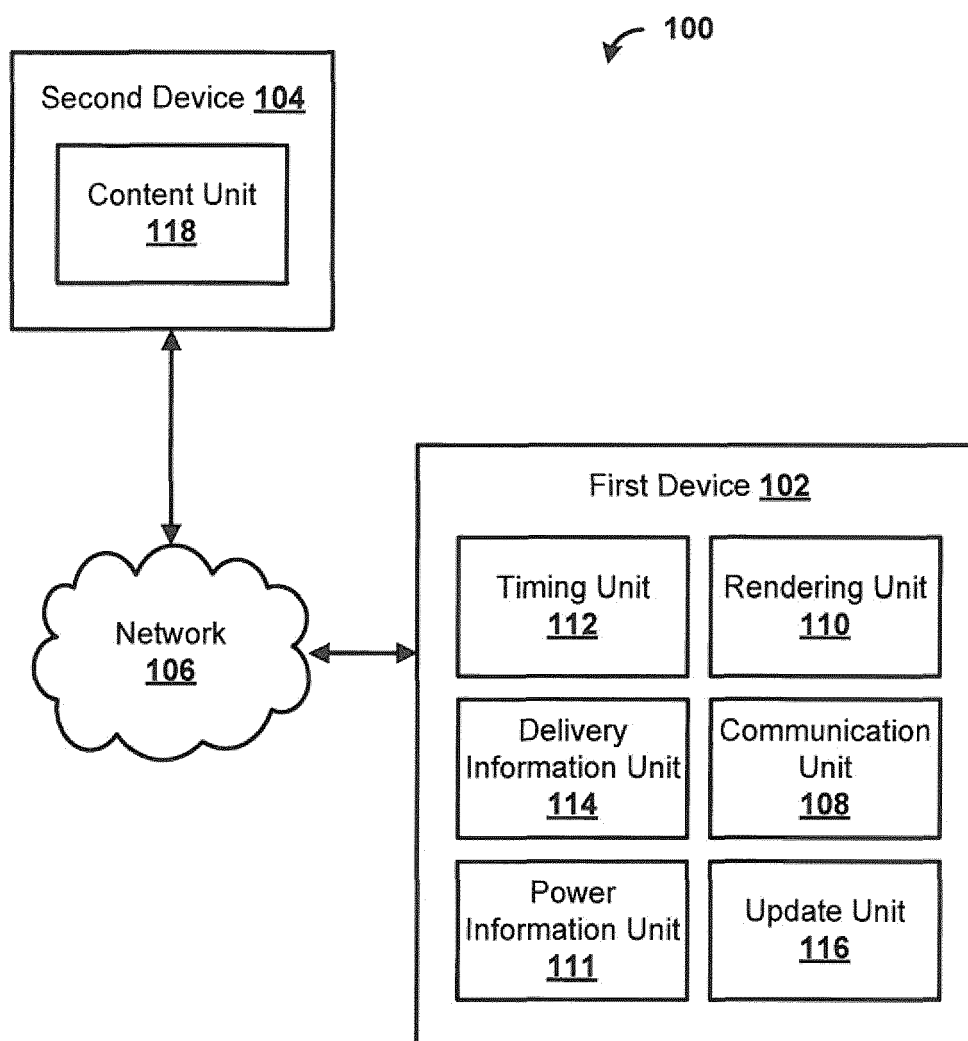 100
Second Device 104
Content Unit
118
First Device 102
Timing Unit
112
Rendering Unit
110
Network
106
Delivery
Information Unit
114
Communication
Unit
108
Power
Information Unit
111
Update Unit
116